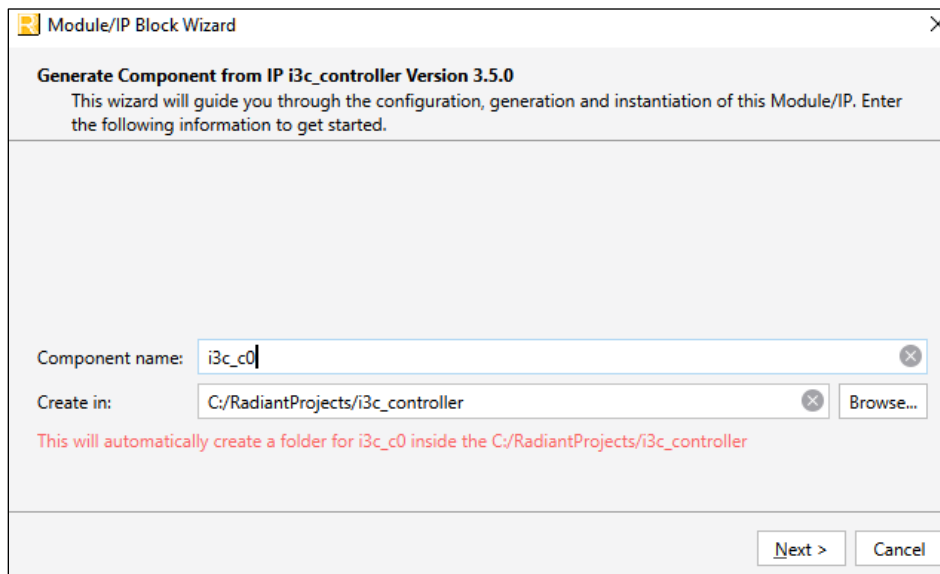 Module/IP Block Wizard
Generate Component from IP i3c_controller Version 3.5.0
This wizard will guide you through the configuration, generation and instantiation of this Module/IP. Enter
the following information to get started.
Component name: i3c_c0
Create in: C:/RadiantProjects/i3c_controller Browse...
This will automatically create a folder for i3c_c0 inside the C:/RadiantProjects/i3c_controller
Next > Cancel